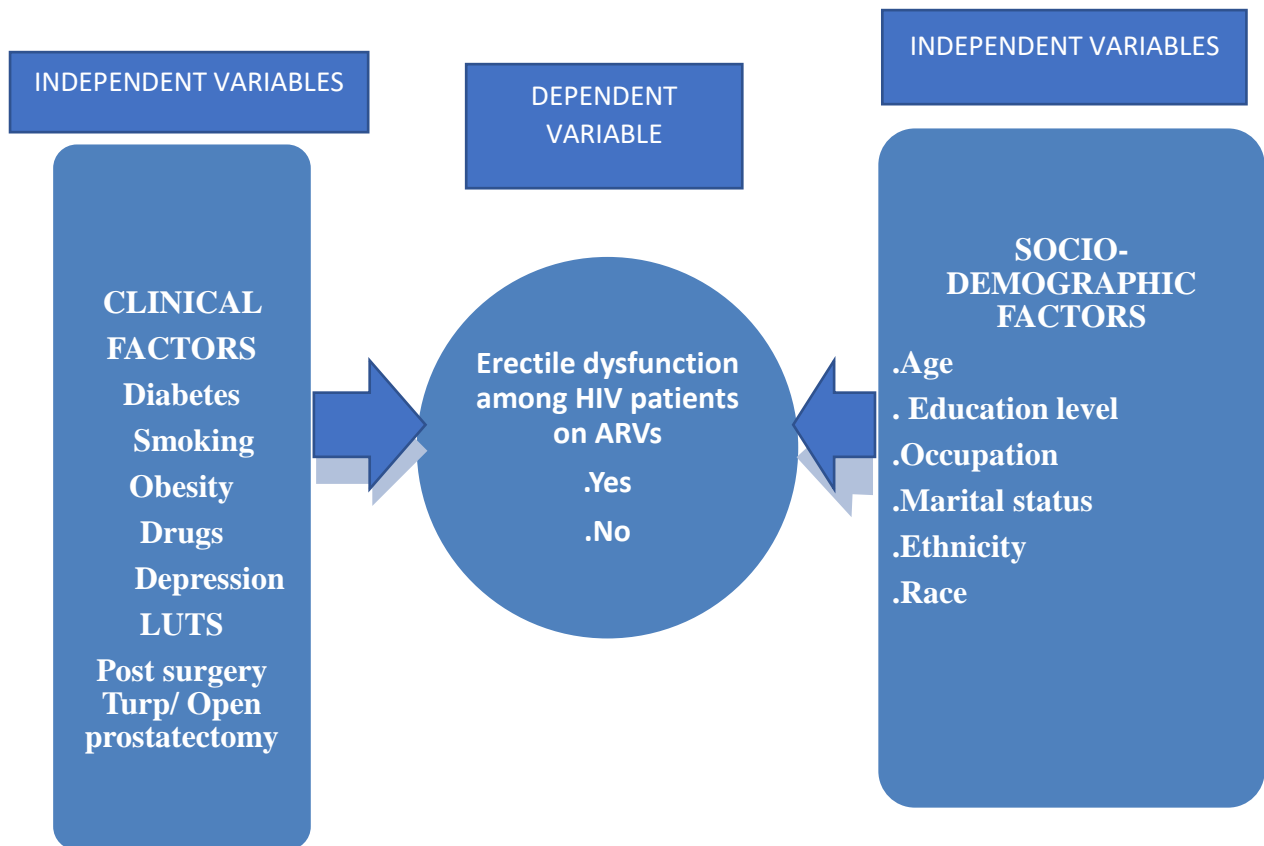 INDEPENDENT VARIABLES
CLINICAL
FACTORS
Diabetes
Smoking
Obesity
Drugs
Depression
LUTS
Post surgery
Turp/ Open
prostatectomy
DEPENDENT
VARIABLE
Erectile dysfunction
among HIV patients
on ARVs
.Yes
.No
INDEPENDENT VARIABLES
SOCIO-
DEMOGRAPHIC
FACTORS
.Age
. Education level
.Occupation
.Marital status
.Ethnicity
.Race